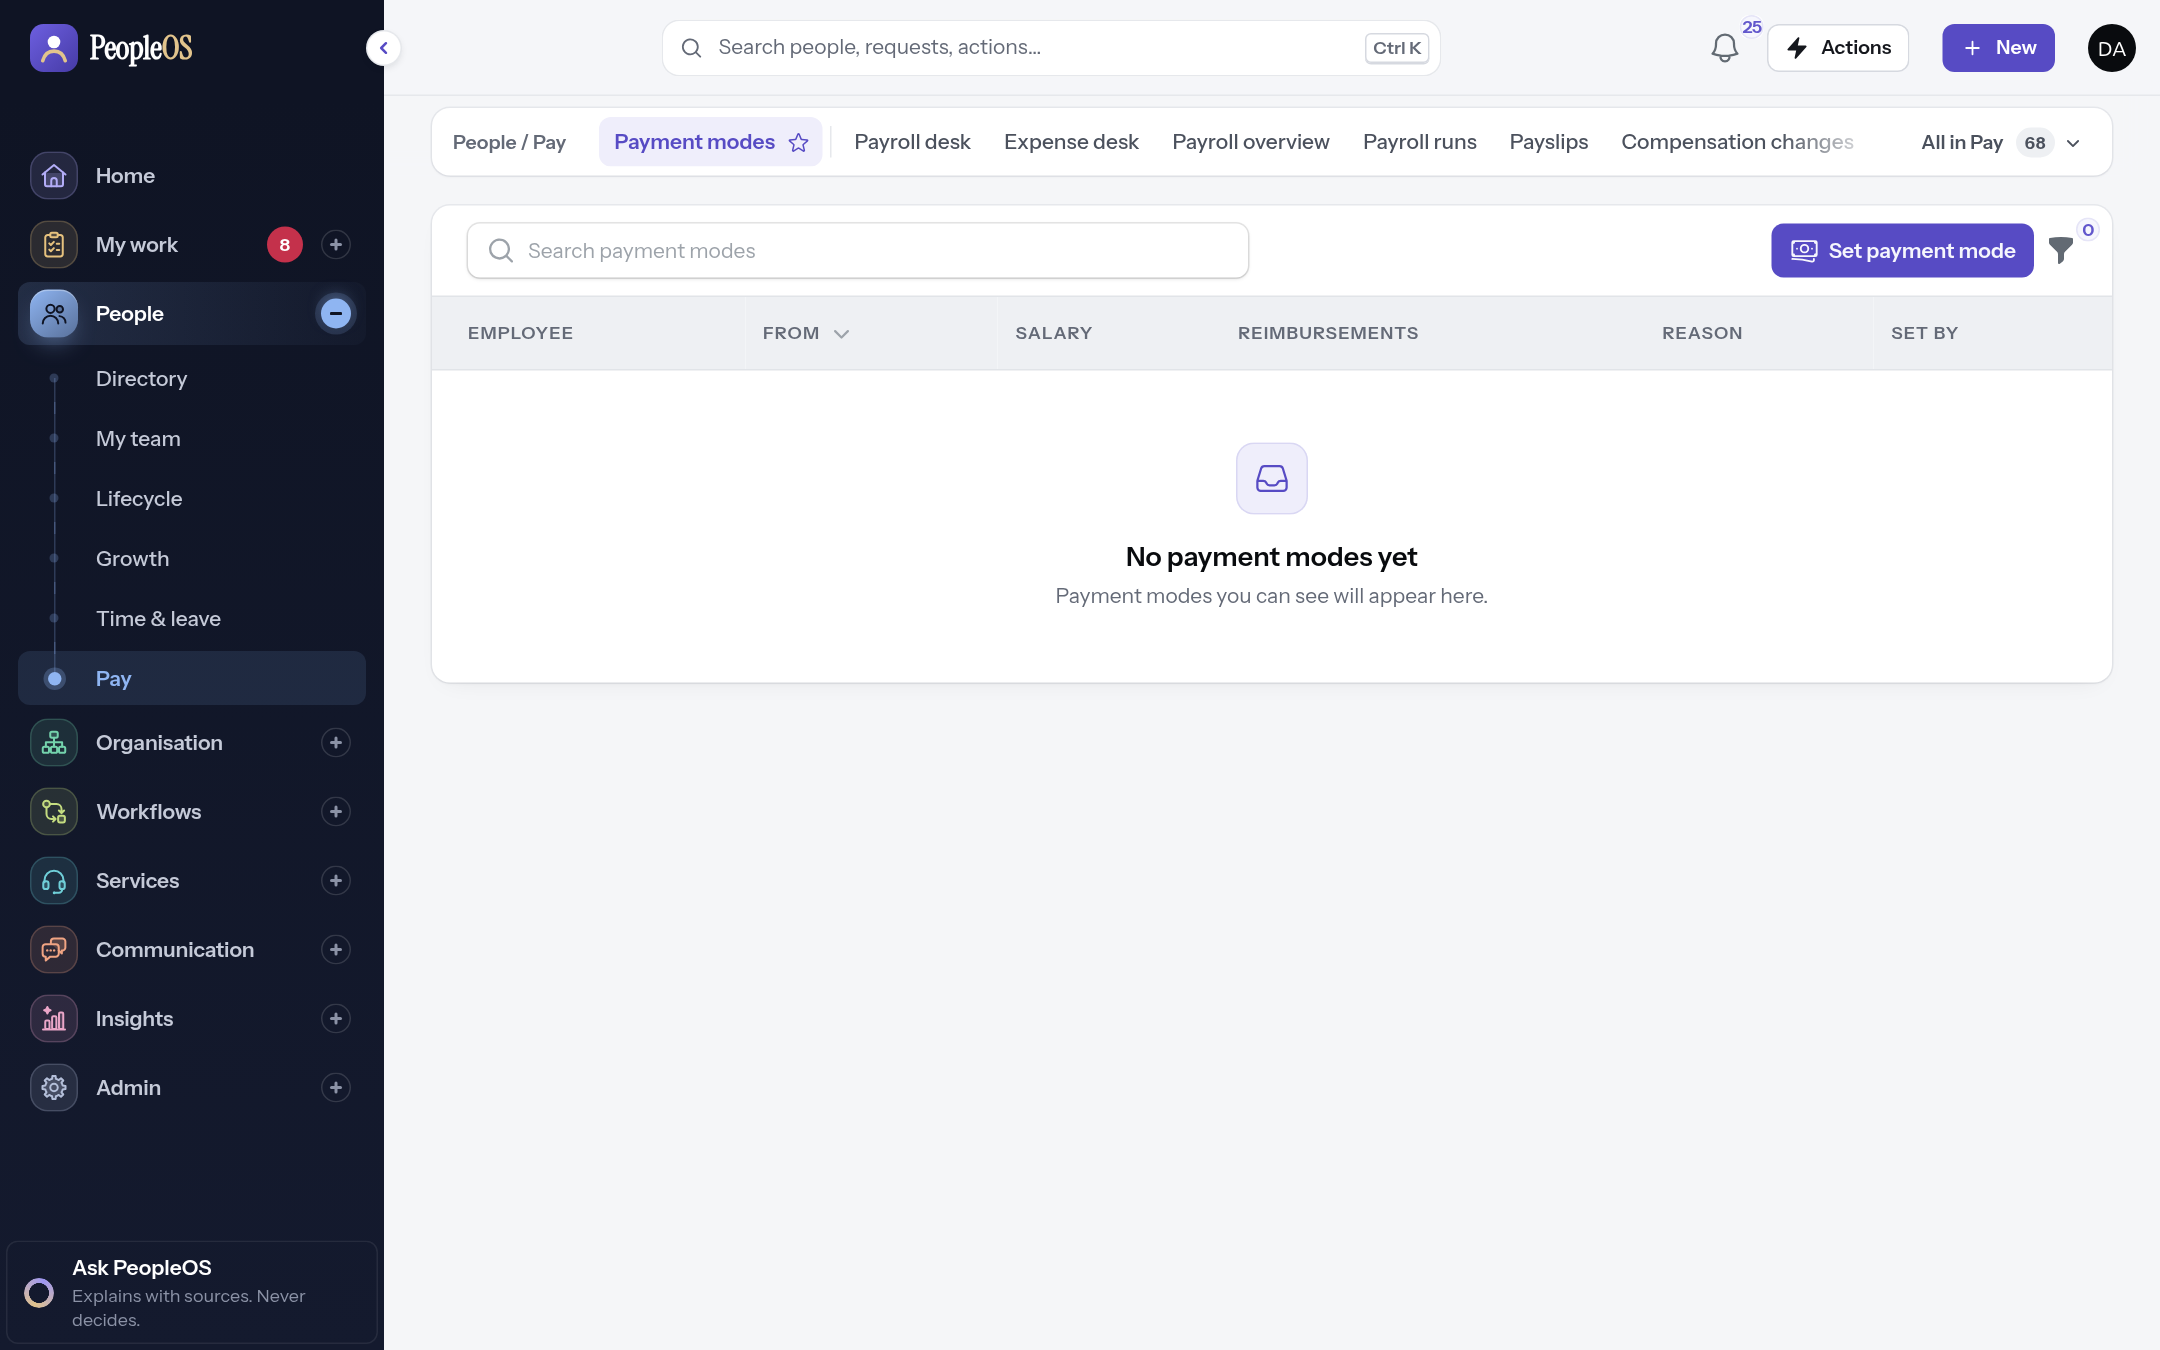 PeopleOS
Search people, requests, actions...
Ctrl K
25
Actions
New
DA
Home
My work
8
People
Directory
My team
Lifecycle
Growth
Time & leave
Pay
Organisation
Workflows
Services
Communication
Insights
Admin
Ask PeopleOS
Explains with sources. Never
decides.
People / Pay
Payment modes
Payroll desk
Expense desk
Payroll overview
Payroll runs
Payslips
Compensation changes
All in Pay
68
Search payment modes
Set payment mode
0
EMPLOYEE
FROM
SALARY
REIMBURSEMENTS
REASON
SET BY
No payment modes yet
Payment modes you can see will appear here.